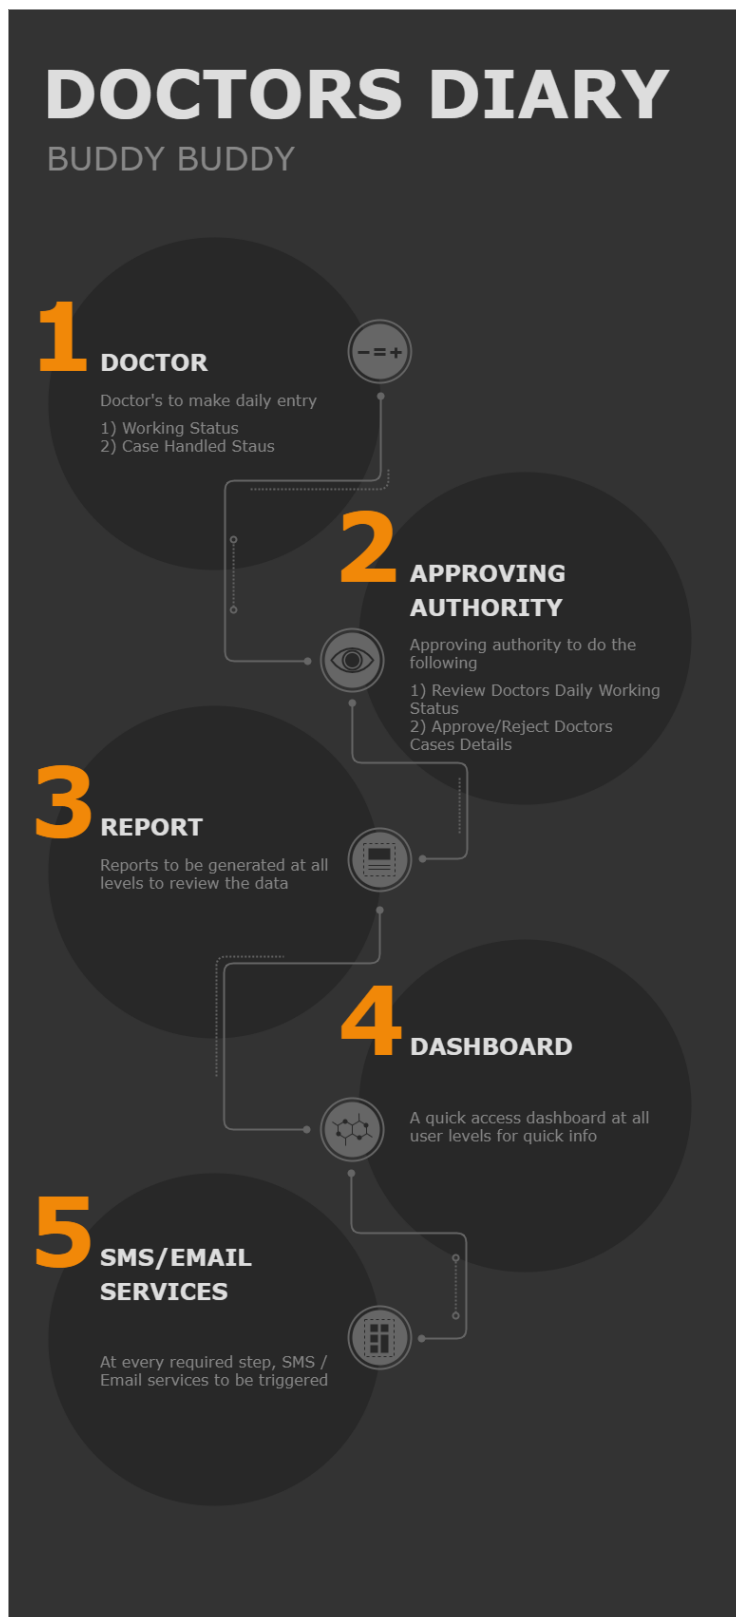 DOCTORS DIARY
BUDDY BUDDY
1
DOCTOR
Doctor's to make daily entry
1) Working Status
2) Case Handled Staus
2
APPROVING
AUTHORITY
Approving authority to do the
following
1) Review Doctors Daily Working
Status
2) Approve/Reject Doctors
Cases Details
3
REPORT
Reports to be generated at all
levels to review the data
4
DASHBOARD
A quick access dashboard at all
user levels for quick info
5
SMS/EMAIL
SERVICES
At every required step, SMS /
Email services to be triggered